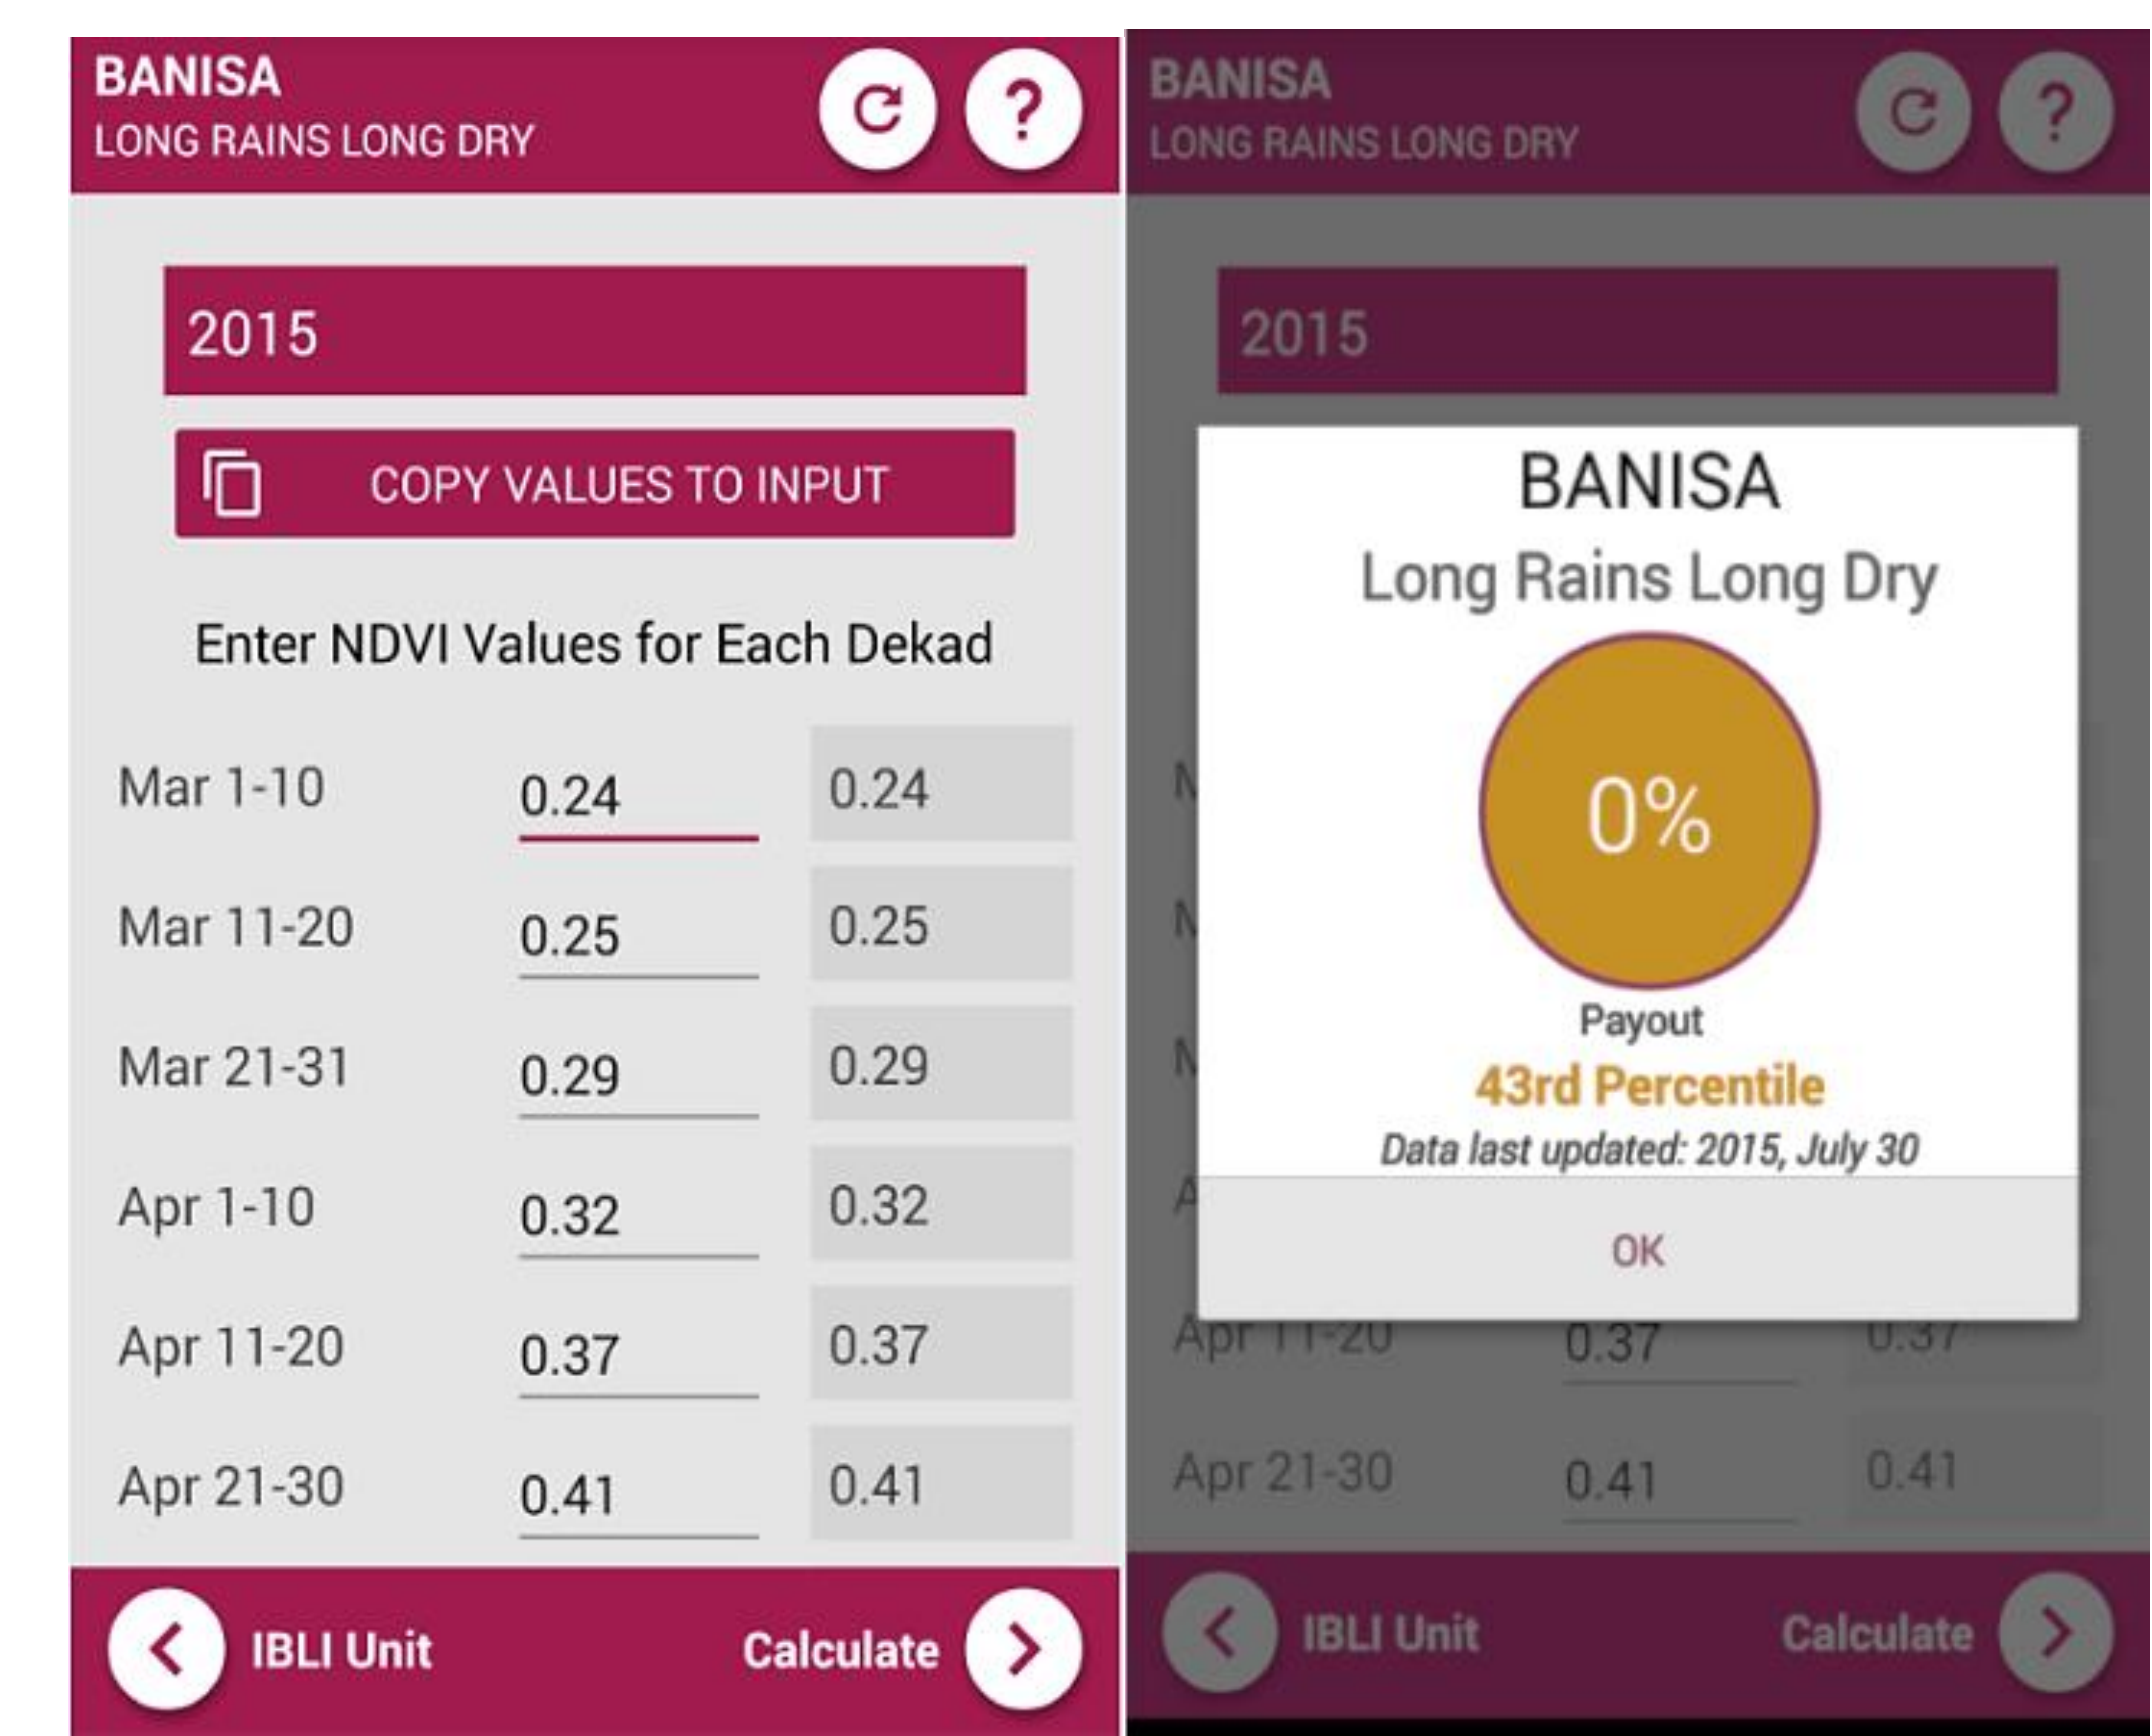 BANISA
LONG RAINS LONG DRY
?
2015
COPY VALUES TO INPUT
Enter NDVI Values for Each Dekad
Mar 1-10 0.24 0.24
Mar 11-20 0.25 0.25
Mar 21-31 0.29 0.29
Apr 1-10 0.32 0.32
Apr 11-20 0.37 0.37
Apr 21-30 0.41 0.41
IBLI Unit Calculate
BANISA
LONG RAINS LONG DRY
?
2015
BANISA
Long Rains Long Dry
0%
Payout
43rd Percentile
Data last updated: 2015, July 30
OK
M
M
M
A
Apr 11-20 0.37 0.37
Apr 21-30 0.41 0.41
IBLI Unit Calculate